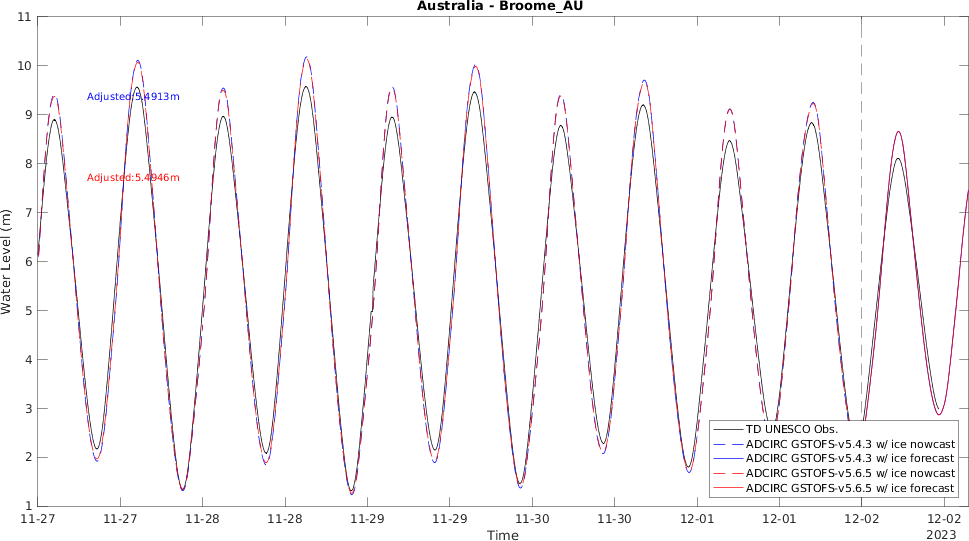 Australia - Broome_AU
11
10
9
8
7
6
5
4
3
2
1
Water Level (m)
Adjusted:5.4913m
Adjusted:5.4946m
TD UNESCO Obs.
ADCIRC GSTOFS-v5.4.3 w/ ice nowcast
ADCIRC GSTOFS-v5.4.3 w/ ice forecast
ADCIRC GSTOFS-v5.6.5 w/ ice nowcast
ADCIRC GSTOFS-v5.6.5 w/ ice forecast
11-27 11-27 11-28 11-28 11-29 11-29 11-30 11-30 12-01 12-01 12-02 12-02
2023
Time